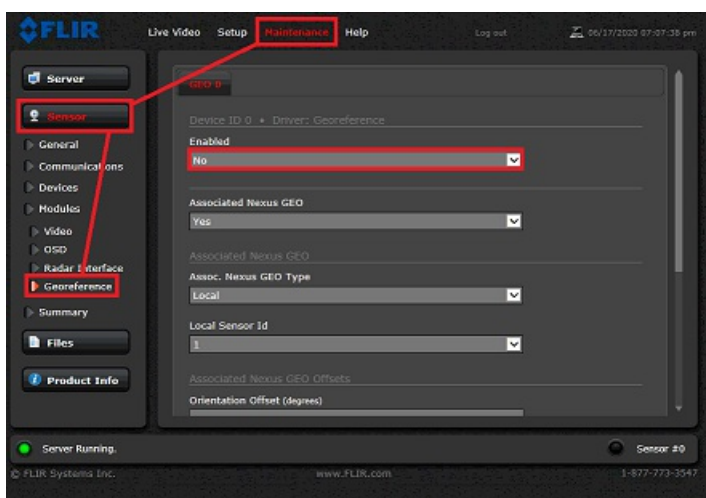 FLIR
Live Video Setup Maintenance Help Log out 06/17/2020 07:07:38 pm
Server
Sensor
General
Communications
Devices
Modules
Video
OSD
Radar Interface
Georeference
Summary
Files
Product Info
GEO 0
Device ID 0 • Driver: Georeference
Enabled
No
Associated Nexus GEO
Yes
Associated Nexus GEO
Assoc. Nexus GEO Type
Local
Local Sensor Id
1
Associated Nexus GEO Offsets
Orientation Offset (degrees)
Server Running.
Sensor #0
© FLIR Systems Inc. www.FLIR.com 1-877-773-3547